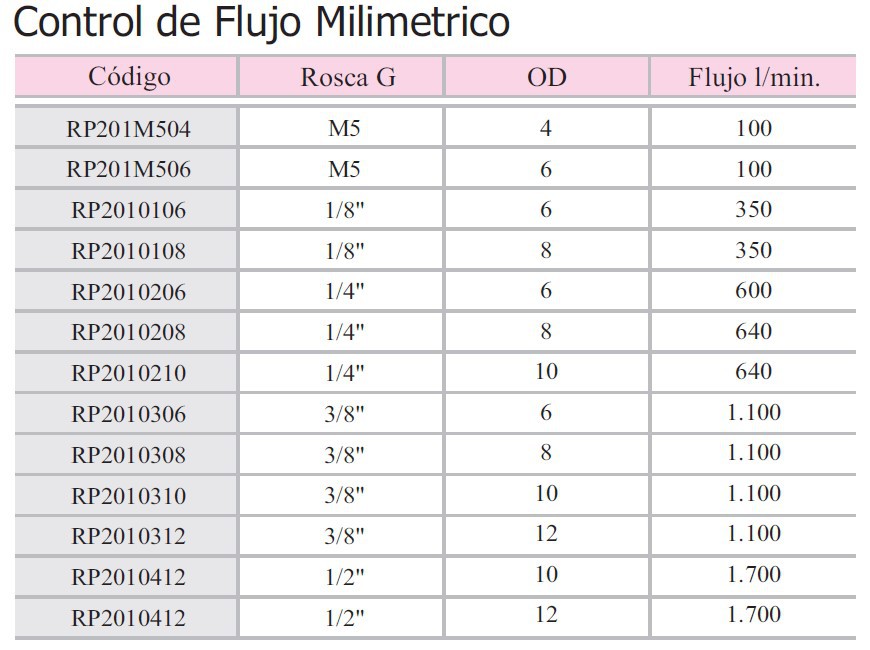 Control de Flujo Milimetrico
Código Rosca G OD Flujo l/min.
RP201M504 M5 4 100
RP201M506 M5 6 100
RP2010106 1/8" 6 350
RP2010108 1/8" 8 350
RP2010206 1/4" 6 600
RP2010208 1/4" 8 640
RP2010210 1/4" 10 640
RP2010306 3/8" 6 1.100
RP2010308 3/8" 8 1.100
RP2010310 3/8" 10 1.100
RP2010312 3/8" 12 1.100
RP2010412 1/2" 10 1.700
RP2010412 1/2" 12 1.700